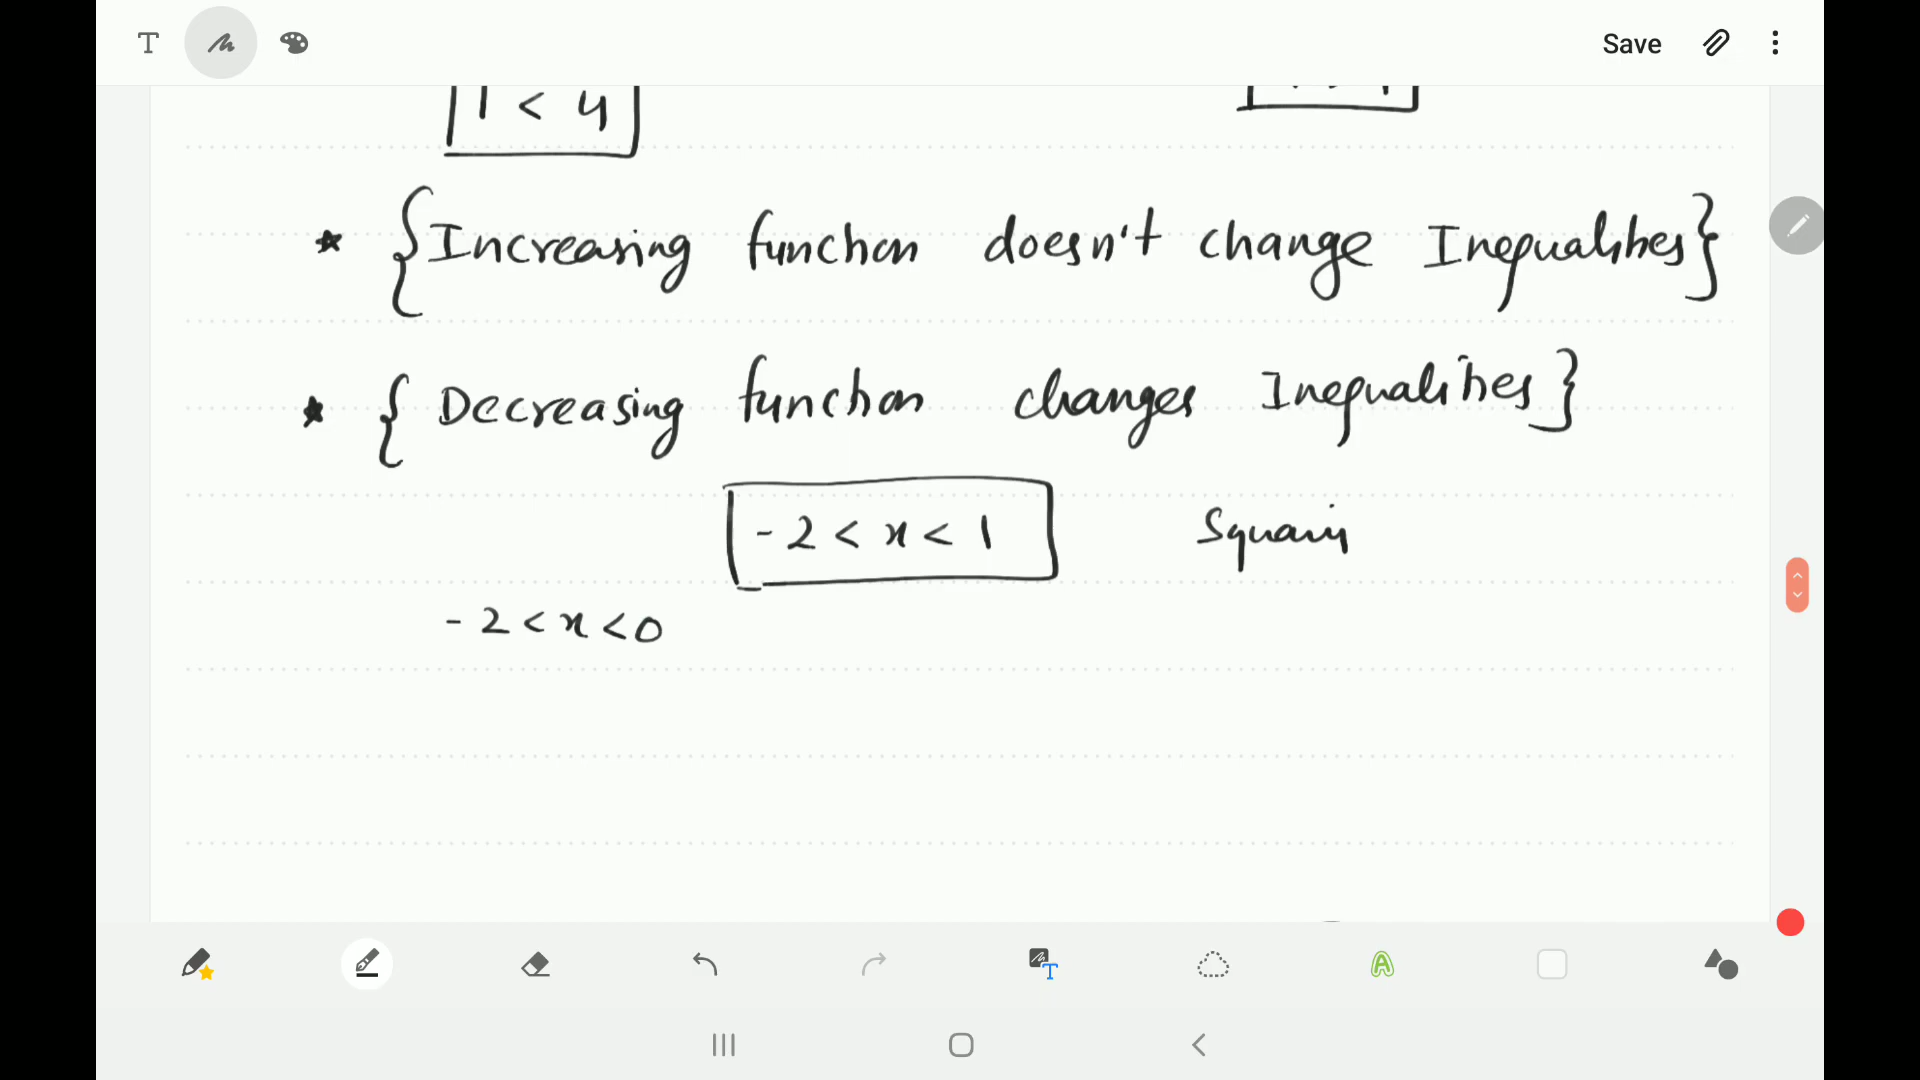 Save
1 < 4
* {Increasing function doesn't change Inequalities}
* { Decreasing function changes Inequalities }
- 2 < x < 1 Squaring
- 2 < x < 0